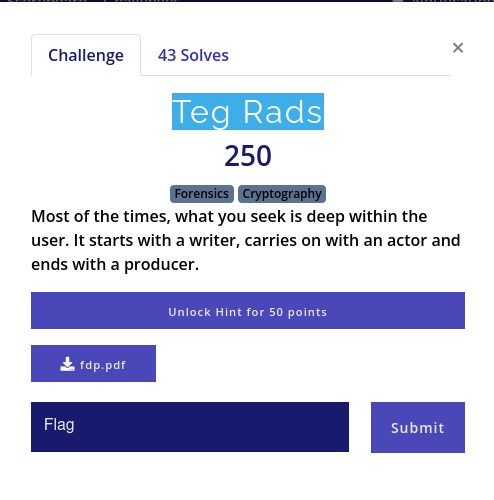 Challenge
43 Solves
×
Teg Rads
250
Forensics Cryptography
Most of the times, what you seek is deep within the
user. It starts with a writer, carries on with an actor and
ends with a producer.
Unlock Hint for 50 points
fdp.pdf
Flag
Submit